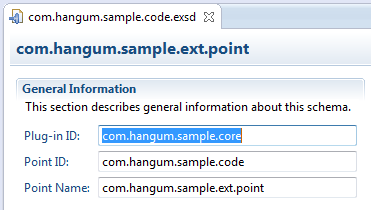 com.hangum.sample.code.exsd
com.hangum.sample.ext.point
General Information
This section describes general information about this schema.
Plug-in ID: com.hangum.sample.core
Point ID: com.hangum.sample.code
Point Name: com.hangum.sample.ext.point